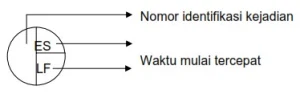 Nomor identifikasi kejadian
ES
Waktu mulai tercepat
LF